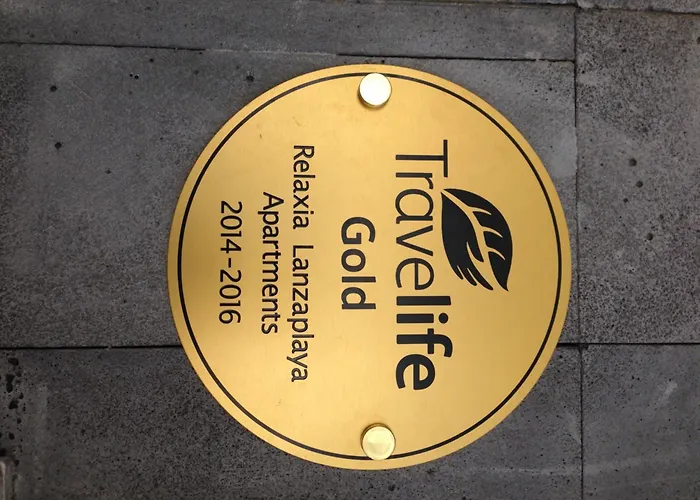 Travelife
Gold
Relaxia Lanzaplaya
Apartments
2014-2016